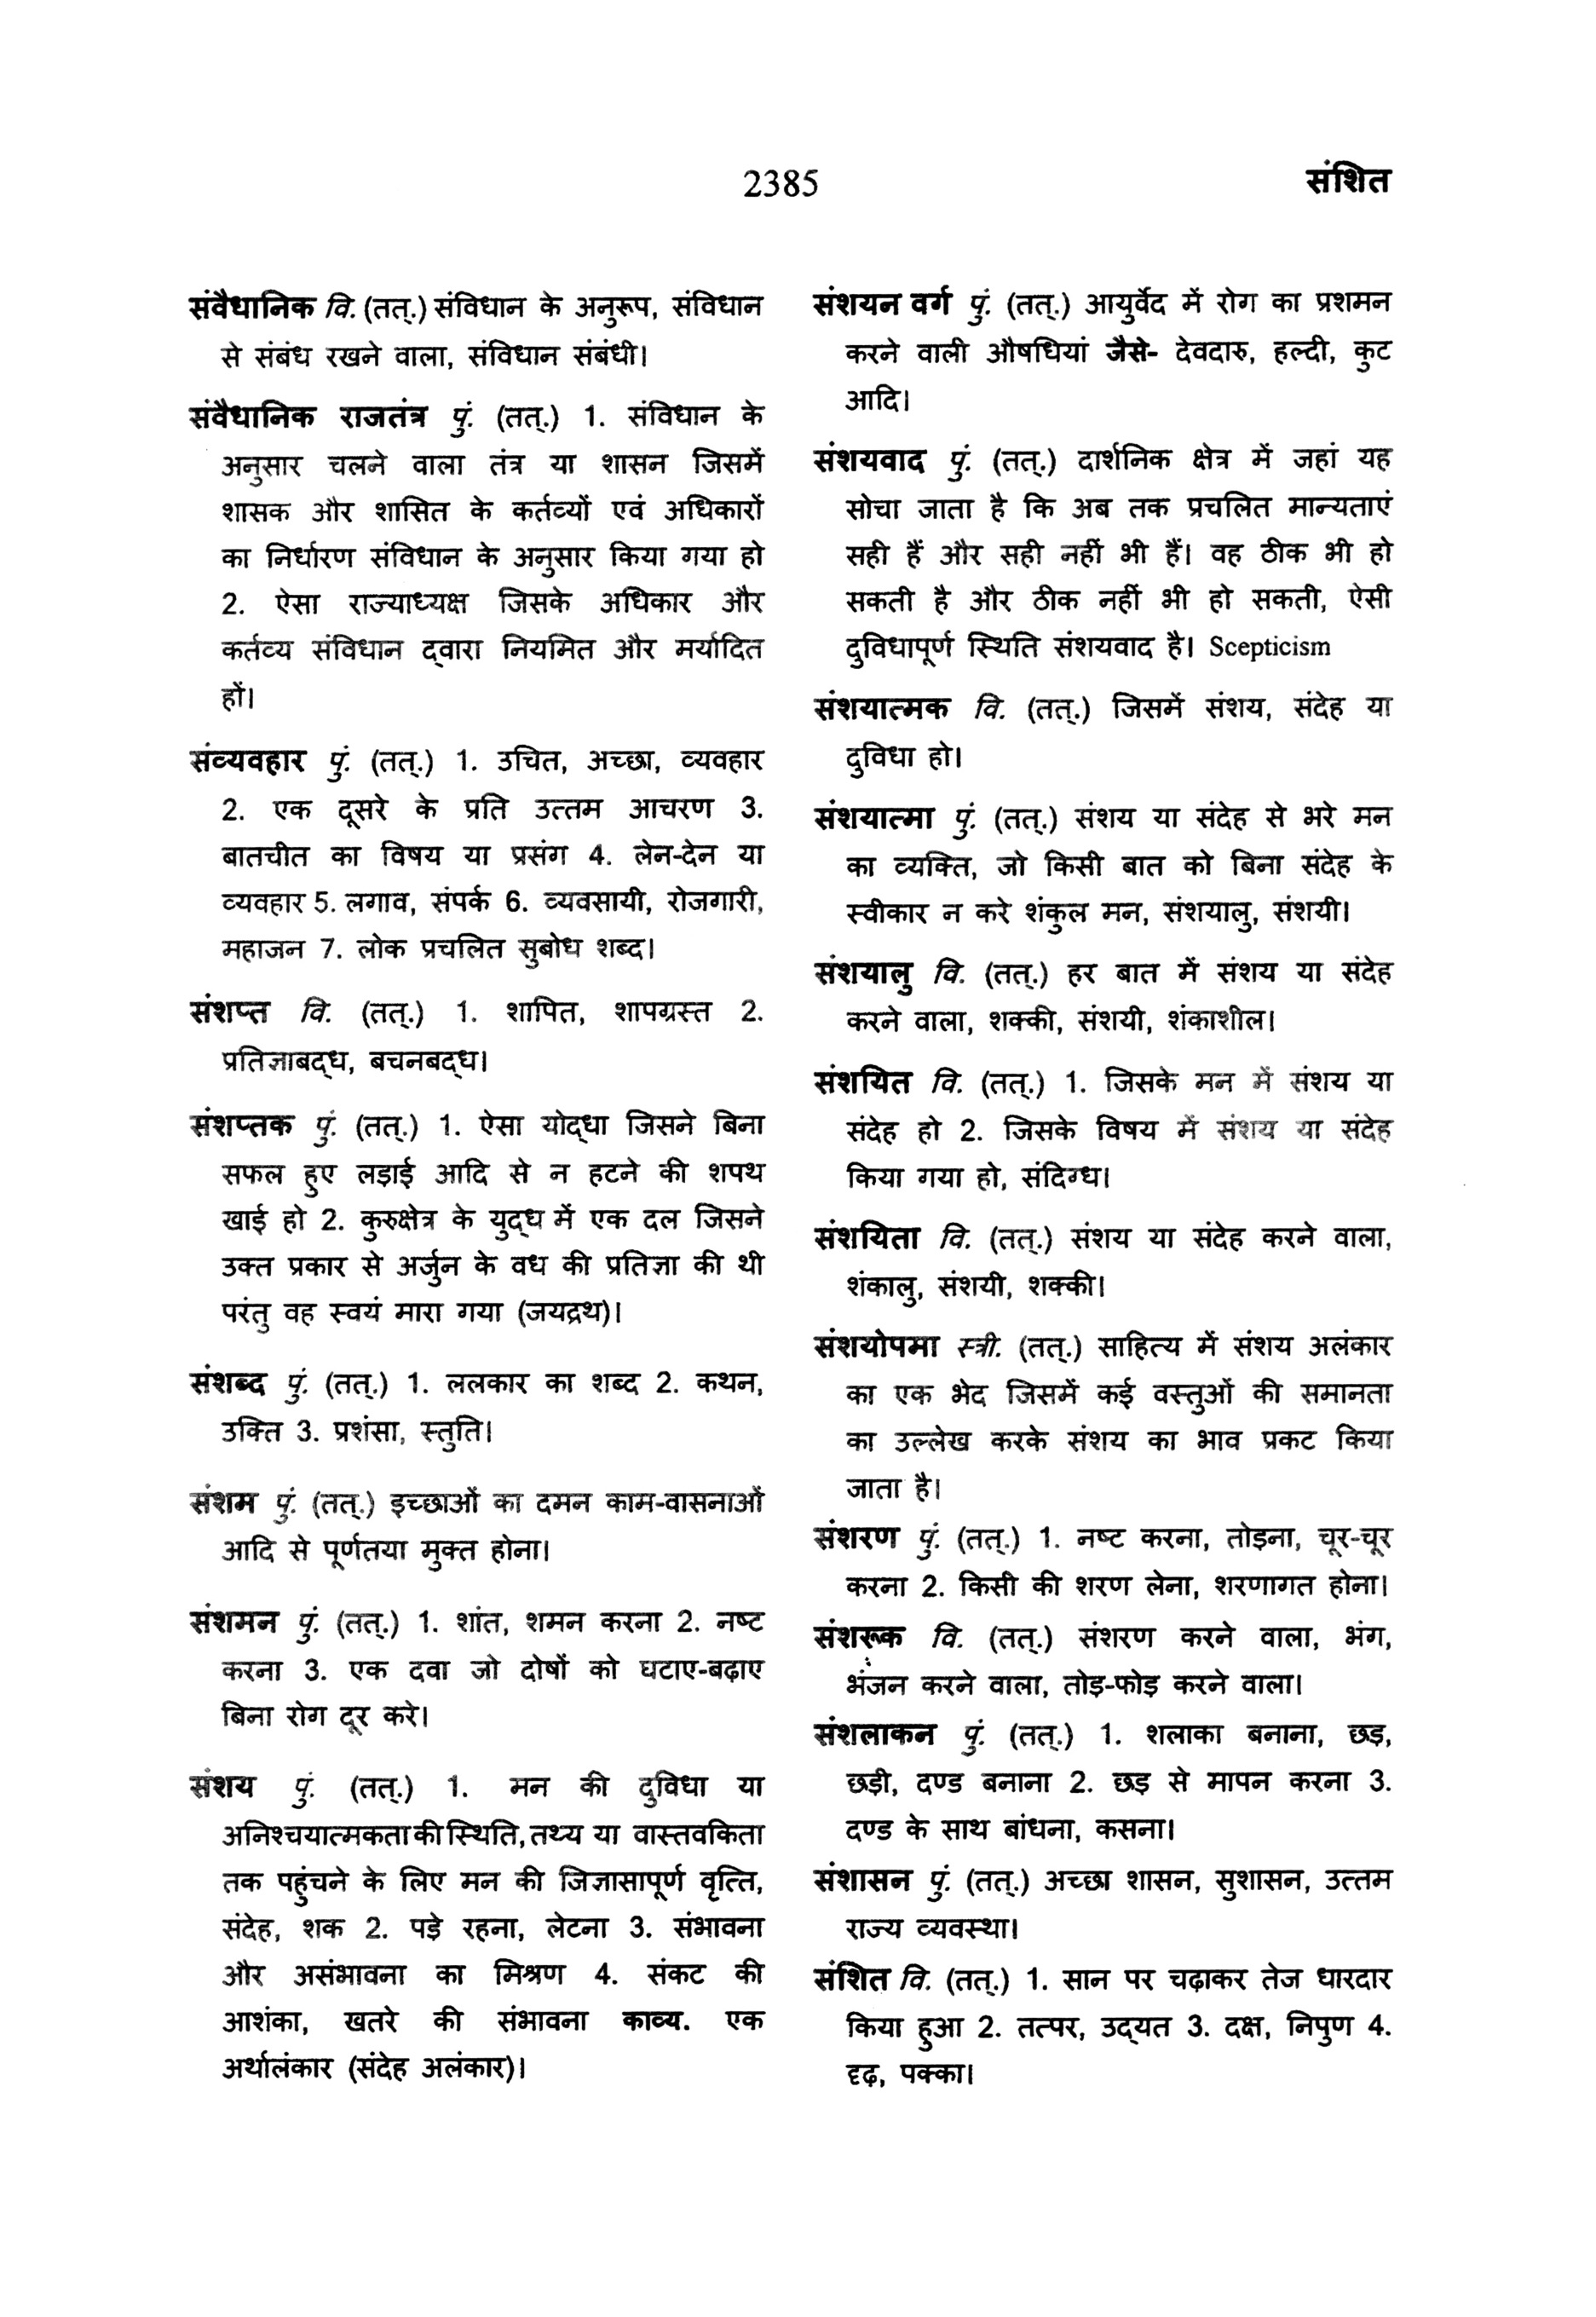 2385
संशित
संवैधानिक वि. (तत्.) संविधान के अनुरूप, संविधान
से संबंध रखने वाला, संविधान संबंधी।
संवैधानिक राजतंत्र पुं. (तत्.) 1. संविधान के
अनुसार चलने वाला तंत्र या शासन जिसमें
शासक और शासित के कर्तव्यों एवं अधिकारों
का निर्धारण संविधान के अनुसार किया गया हो
2. ऐसा राज्याध्यक्ष जिसके अधिकार और
कर्तव्य संविधान द्वारा नियमित और मर्यादित
हों।
संव्यवहार पुं. (तत्.) 1. उचित, अच्छा, व्यवहार
2. एक दूसरे के प्रति उत्तम आचरण 3.
बातचीत का विषय या प्रसंग 4. लेन-देन या
व्यवहार 5. लगाव, संपर्क 6. व्यवसायी, रोजगारी,
महाजन 7. लोक प्रचलित सुबोध शब्द।
संशप्त वि. (तत्.) 1. शापित, शापग्रस्त 2.
प्रतिज्ञाबद्ध, बचनबद्ध।
संशप्तक पुं. (तत्.) 1. ऐसा योद्धा जिसने बिना
सफल हुए लड़ाई आदि से न हटने की शपथ
खाई हो 2. कुरुक्षेत्र के युद्ध में एक दल जिसने
उक्त प्रकार से अर्जुन के वध की प्रतिज्ञा की थी
परंतु वह स्वयं मारा गया (जयद्रथ)।
संशब्द पुं. (तत्.) 1. ललकार का शब्द 2. कथन,
उक्ति 3. प्रशंसा, स्तुति।
संशम पुं. (तत्.) इच्छाओं का दमन काम-वासनाओं
आदि से पूर्णतया मुक्त होना।
संशमन पुं. (तत्.) 1. शांत, शमन करना 2. नष्ट
करना 3. एक दवा जो दोषों को घटाए-बढ़ाए
बिना रोग दूर करे।
संशय पुं. (तत्.) 1. मन की दुविधा या
अनिश्चयात्मकता की स्थिति, तथ्य या वास्तवकिता
तक पहुंचने के लिए मन की जिज्ञासापूर्ण वृत्ति,
संदेह, शक 2. पड़े रहना, लेटना 3. संभावना
और असंभावना का मिश्रण 4. संकट की
आशंका, खतरे की संभावना काव्य. एक
अर्थालंकार (संदेह अलंकार)।
संशयन वर्ग पुं. (तत्.) आयुर्वेद में रोग का प्रशमन
करने वाली औषधियां जैसे- देवदारु, हल्दी, कुट
आदि।
संशयवाद पुं. (तत्.) दार्शनिक क्षेत्र में जहां यह
सोचा जाता है कि अब तक प्रचलित मान्यताएं
सही हैं और सही नहीं भी हैं। वह ठीक भी हो
सकती है और ठीक नहीं भी हो सकती, ऐसी
दुविधापूर्ण स्थिति संशयवाद है। Scepticism
संशयात्मक वि. (तत्.) जिसमें संशय, संदेह या
दुविधा हो।
संशयात्मा पुं. (तत्.) संशय या संदेह से भरे मन
का व्यक्ति, जो किसी बात को बिना संदेह के
स्वीकार न करे शंकुल मन, संशयालु, संशयी।
संशयालु वि. (तत्.) हर बात में संशय या संदेह
करने वाला, शक्की, संशयी, शंकाशील।
संशयित वि. (तत्.) 1. जिसके मन में संशय या
संदेह हो 2. जिसके विषय में संशय या संदेह
किया गया हो, संदिग्ध।
संशयिता वि. (तत्.) संशय या संदेह करने वाला,
शंकालु, संशयी, शक्की।
संशयोपमा स्त्री. (तत्.) साहित्य में संशय अलंकार
का एक भेद जिसमें कई वस्तुओं की समानता
का उल्लेख करके संशय का भाव प्रकट किया
जाता है।
संशरण पुं. (तत्.) 1. नष्ट करना, तोड़ना, चूर-चूर
करना 2. किसी की शरण लेना, शरणागत होना।
संशरूक वि. (तत्.) संशरण करने वाला, भंग,
भंजन करने वाला, तोड़-फोड़ करने वाला।
संशलाकन पुं. (तत्.) 1. शलाका बनाना, छड़,
छड़ी, दण्ड बनाना 2. छड़ से मापन करना 3.
दण्ड के साथ बांधना, कसना।
संशासन पुं. (तत्.) अच्छा शासन, सुशासन, उत्तम
राज्य व्यवस्था।
संशित वि. (तत्.) 1. सान पर चढ़ाकर तेज धारदार
किया हुआ 2. तत्पर, उद्यत 3. दक्ष, निपुण 4.
दृढ़, पक्का।